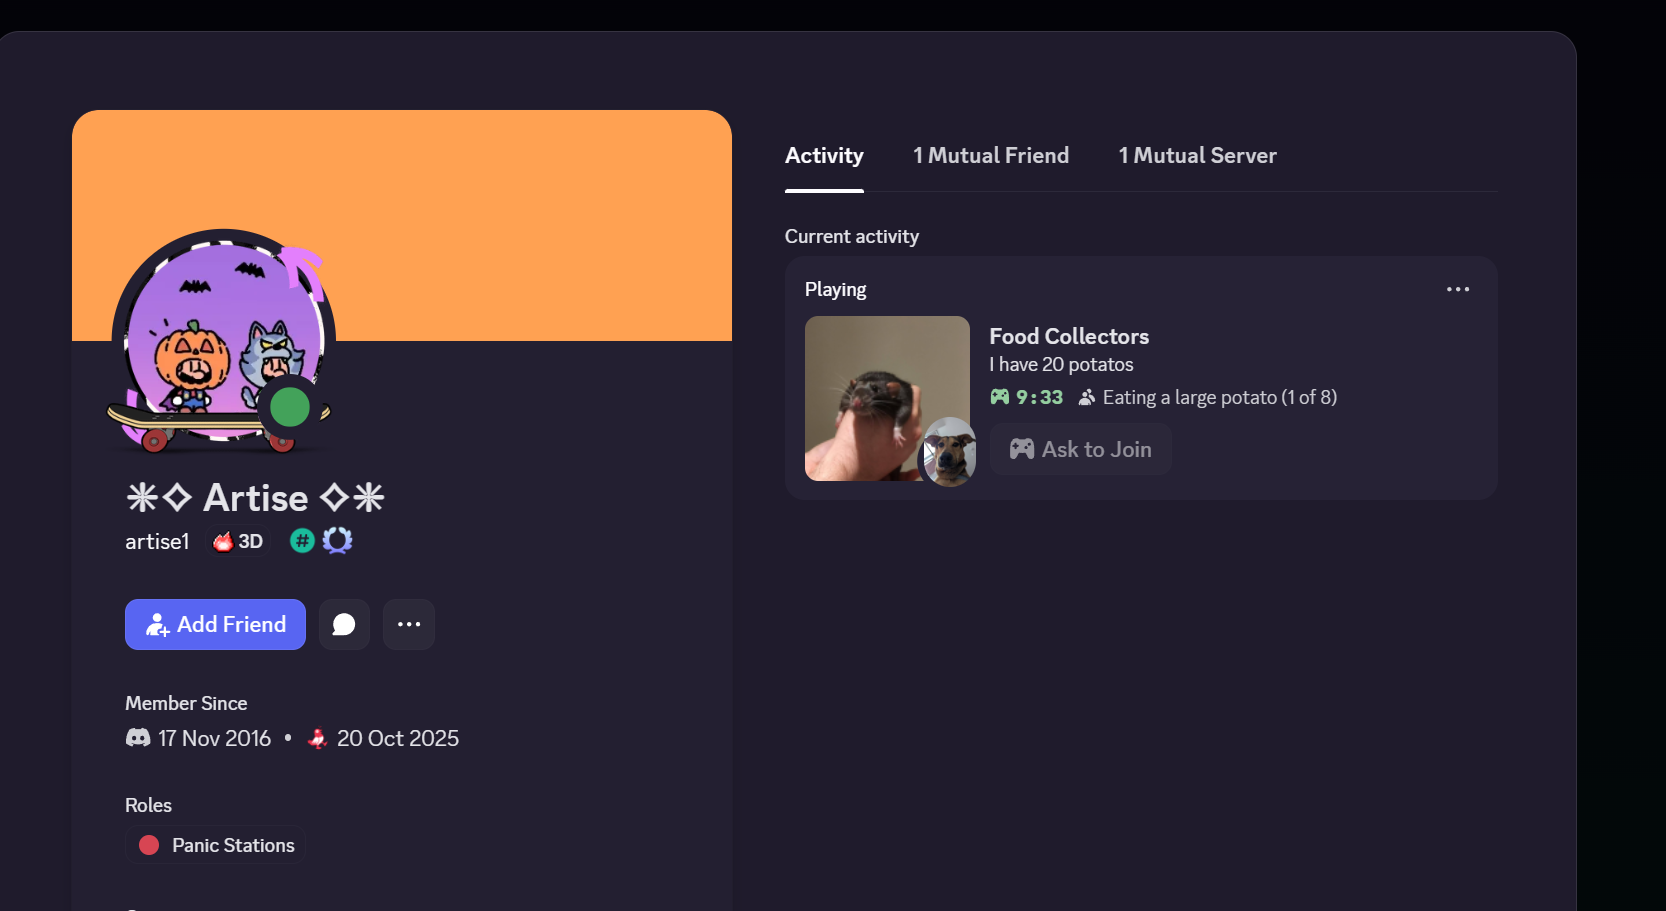 Activity
1 Mutual Friend
1 Mutual Server
Current activity
Playing
Food Collectors
I have 20 potatos
9:33 Eating a large potato (1 of 8)
Ask to Join
❈✧ Artise ✧❈
artise1 3D #
Add Friend
Member Since
17 Nov 2016 • 20 Oct 2025
Roles
Panic Stations